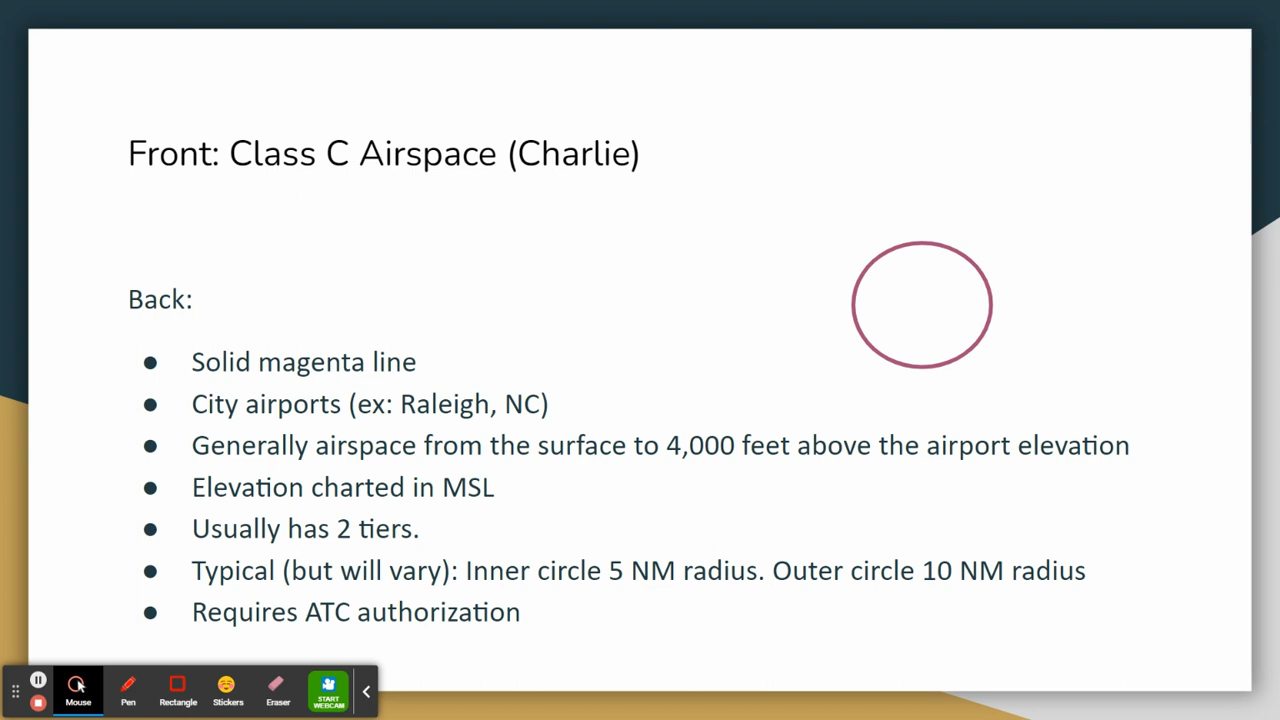 Front: Class C Airspace (Charlie)
Back:
● Solid magenta line
● City airports (ex: Raleigh, NC)
● Generally airspace from the surface to 4,000 feet above the airport elevation
● Elevation charted in MSL
● Usually has 2 tiers.
● Typical (but will vary): Inner circle 5 NM radius. Outer circle 10 NM radius
● Requires ATC authorization
Mouse Pen Rectangle Stickers Eraser START WEBCAM